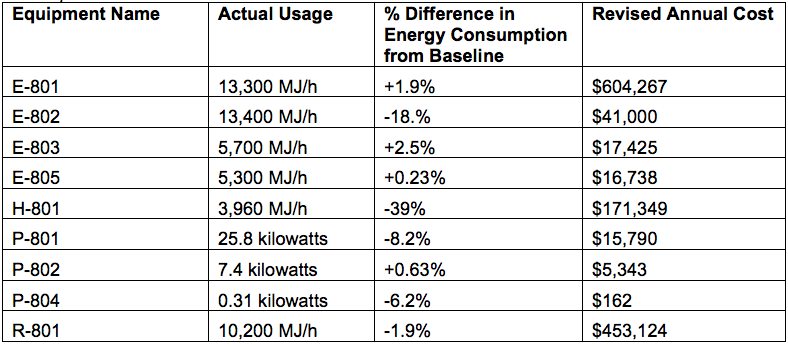 Equipment Name Actual Usage % Difference in Energy Consumption from Baseline Revised Annual Cost
E-801 13,300 MJ/h +1.9% $604,267
E-802 13,400 MJ/h -18.% $41,000
E-803 5,700 MJ/h +2.5% $17,425
E-805 5,300 MJ/h +0.23% $16,738
H-801 3,960 MJ/h -39% $171,349
P-801 25.8 kilowatts -8.2% $15,790
P-802 7.4 kilowatts +0.63% $5,343
P-804 0.31 kilowatts -6.2% $162
R-801 10,200 MJ/h -1.9% $453,124